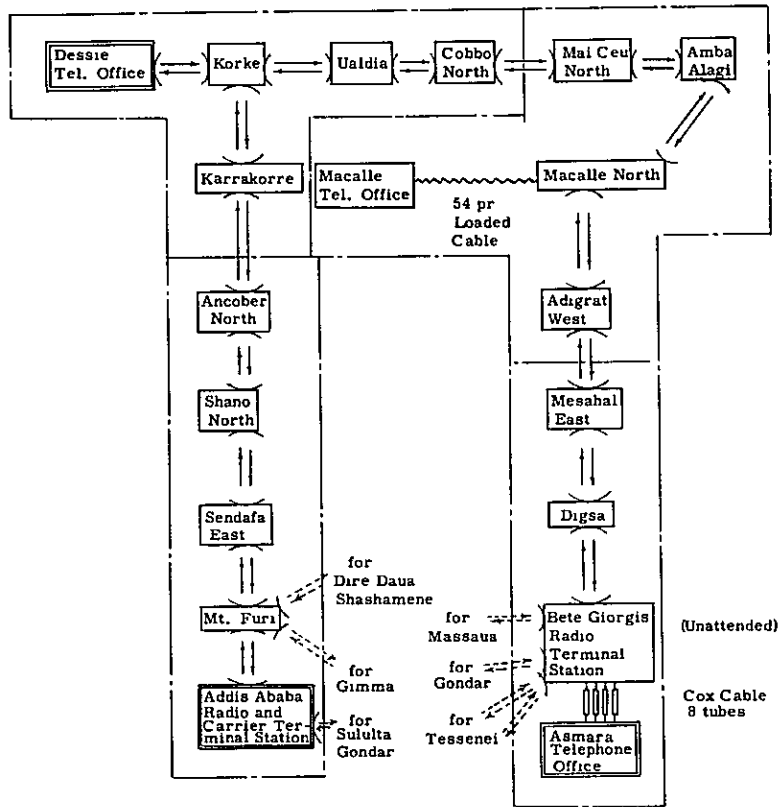 Dessie
Tel. Office
Korke
Ualdia
Cobbo
North
Mai Ceu
North
Amba
Alagi
Karrakorre
Macalle
Tel. Office
Macalle North
54 pr
Loaded
Cable
Ancober
North
Adigrat
West
Shano
North
Mesahal
East
Sendafa
East
Digsa
for
Dire Daua
Shashamene
Mt. Furi
for
Gimma
for
Massaua
Bete Giorgis
Radio
Terminal
Station
(Unattended)
for
Gondar
Addis Ababa
Radio and
Carrier Ter-
minal Station
for
Sululta
Gondar
for
Tessenei
Cox Cable
8 tubes
Asmara
Telephone
Office